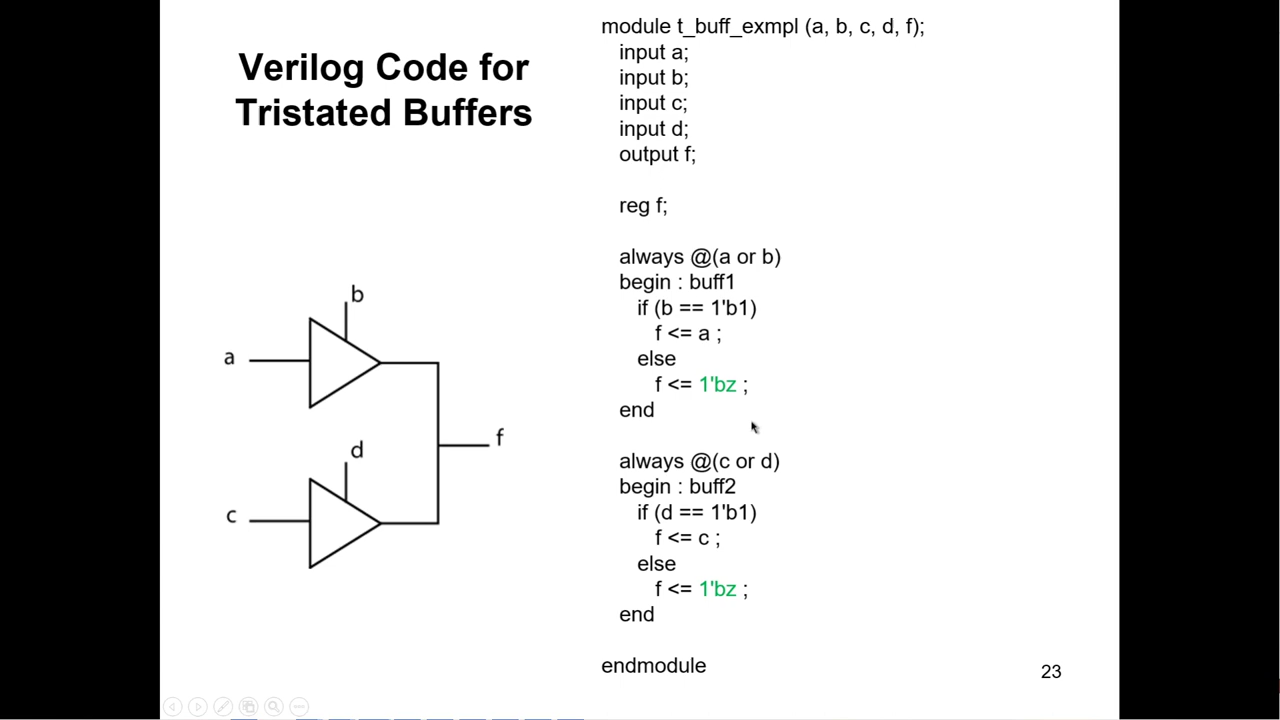 Verilog Code for
Tristated Buffers
module t_buff_exmpl (a, b, c, d, f);
input a;
input b;
input c;
input d;
output f;
reg f;
always @(a or b)
begin : buff1
if (b == 1'b1)
f <= a ;
else
f <= 1'bz ;
end
always @(c or d)
begin : buff2
if (d == 1'b1)
f <= c ;
else
f <= 1'bz ;
end
endmodule
b
a
d
f
c
23